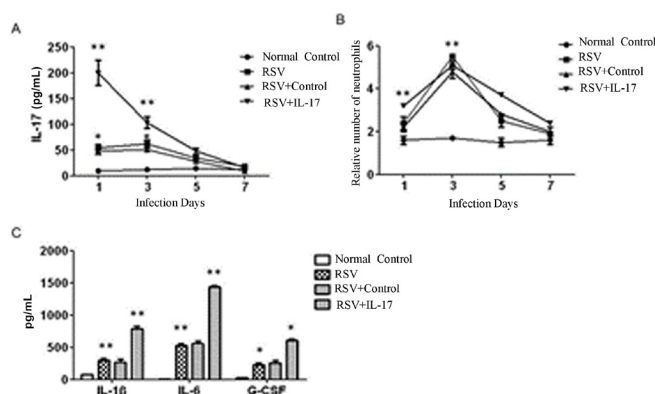 A
IL-17 (pg/mL)
250
200
150
100
50
0
**
**
*
*
1 3 5 7
Infection Days
Normal Control
RSV
RSV+Control
RSV+IL-17
B
Relative number of neutrophils
6
4
2
0
**
**
1 3 5 7
Infection Days
Normal Control
RSV
RSV+Control
RSV+IL-17
C
pg/mL
2000
1500
1000
500
0
**
**
**
**
*
*
IL-1β IL-6 G-CSF
Normal Control
RSV
RSV+Control
RSV+IL-17